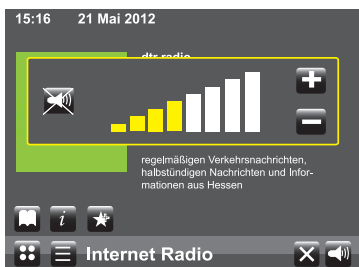 15:16 21 Mai 2012
dtr radio
regelmäßigen Verkehrsnachrichten,
halbstündigen Nachrichten und Infor-
mationen aus Hessen
i
Internet Radio